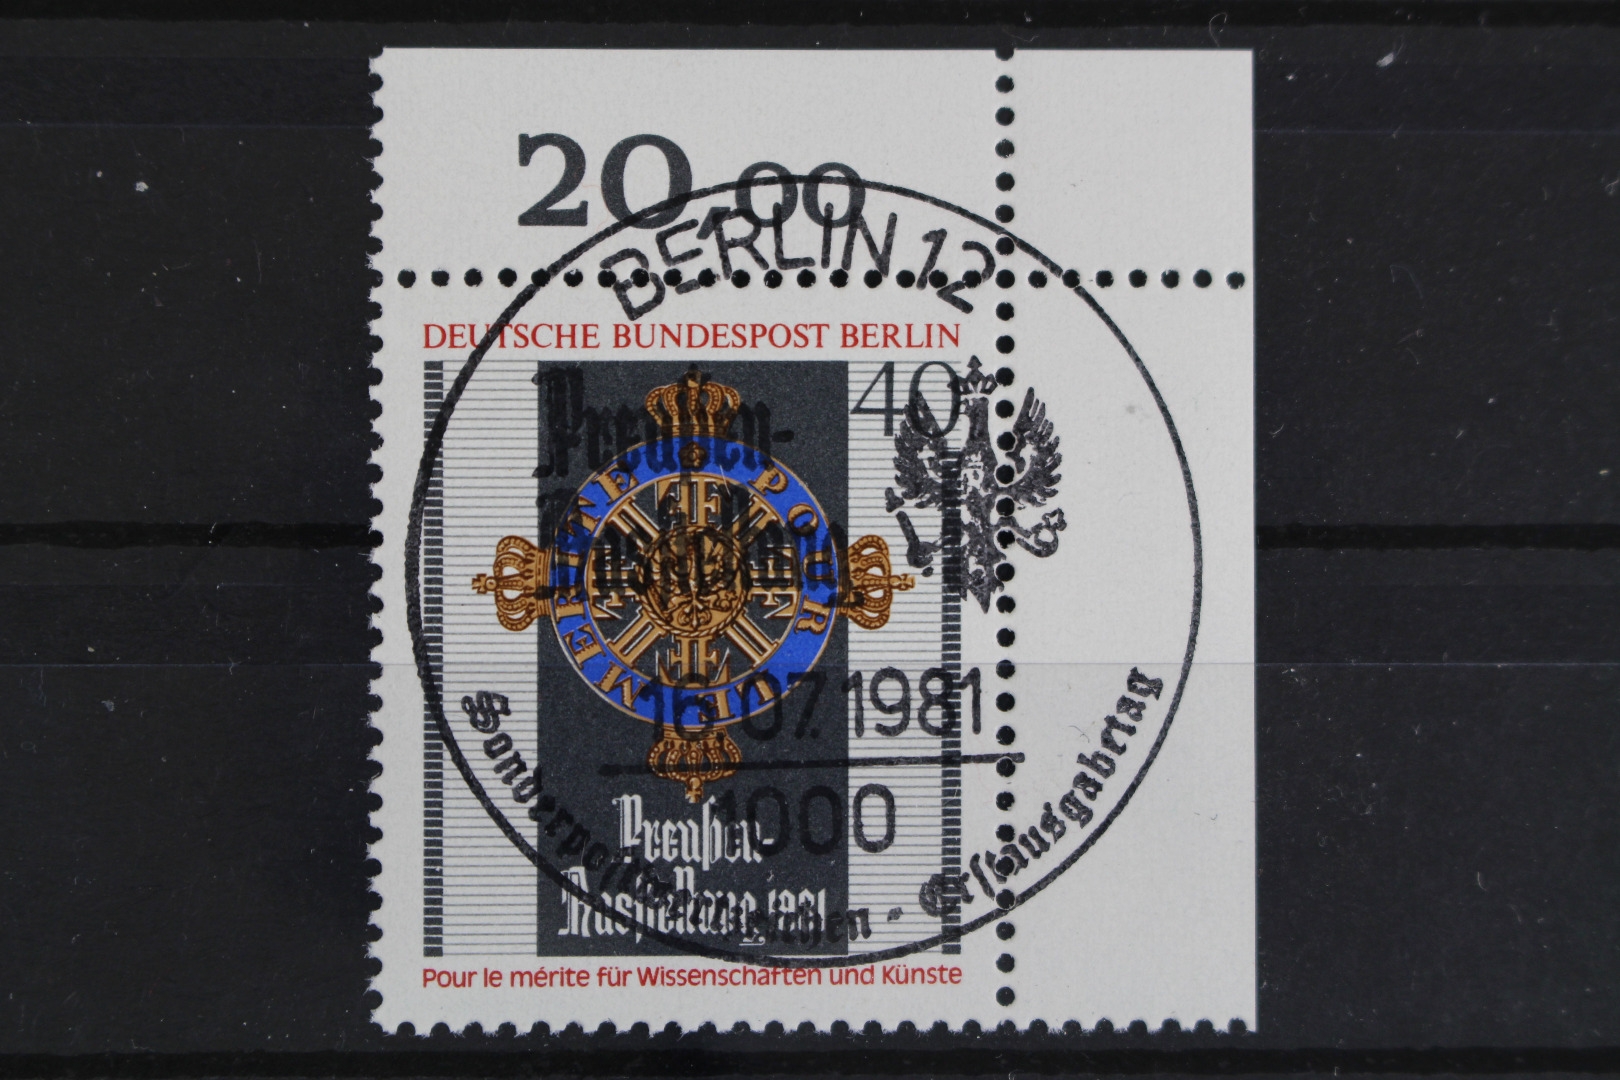 20,00
BERLIN 12
DEUTSCHE BUNDESPOST BERLIN
40
Preußen-
Ausstellung
POUR LE MERITE
16.07.1981
1000
Preußen-
Ausstellung 1981
Sonderpostwertzeichen - Erstausgabetag
Pour le mérite für Wissenschaften und Künste